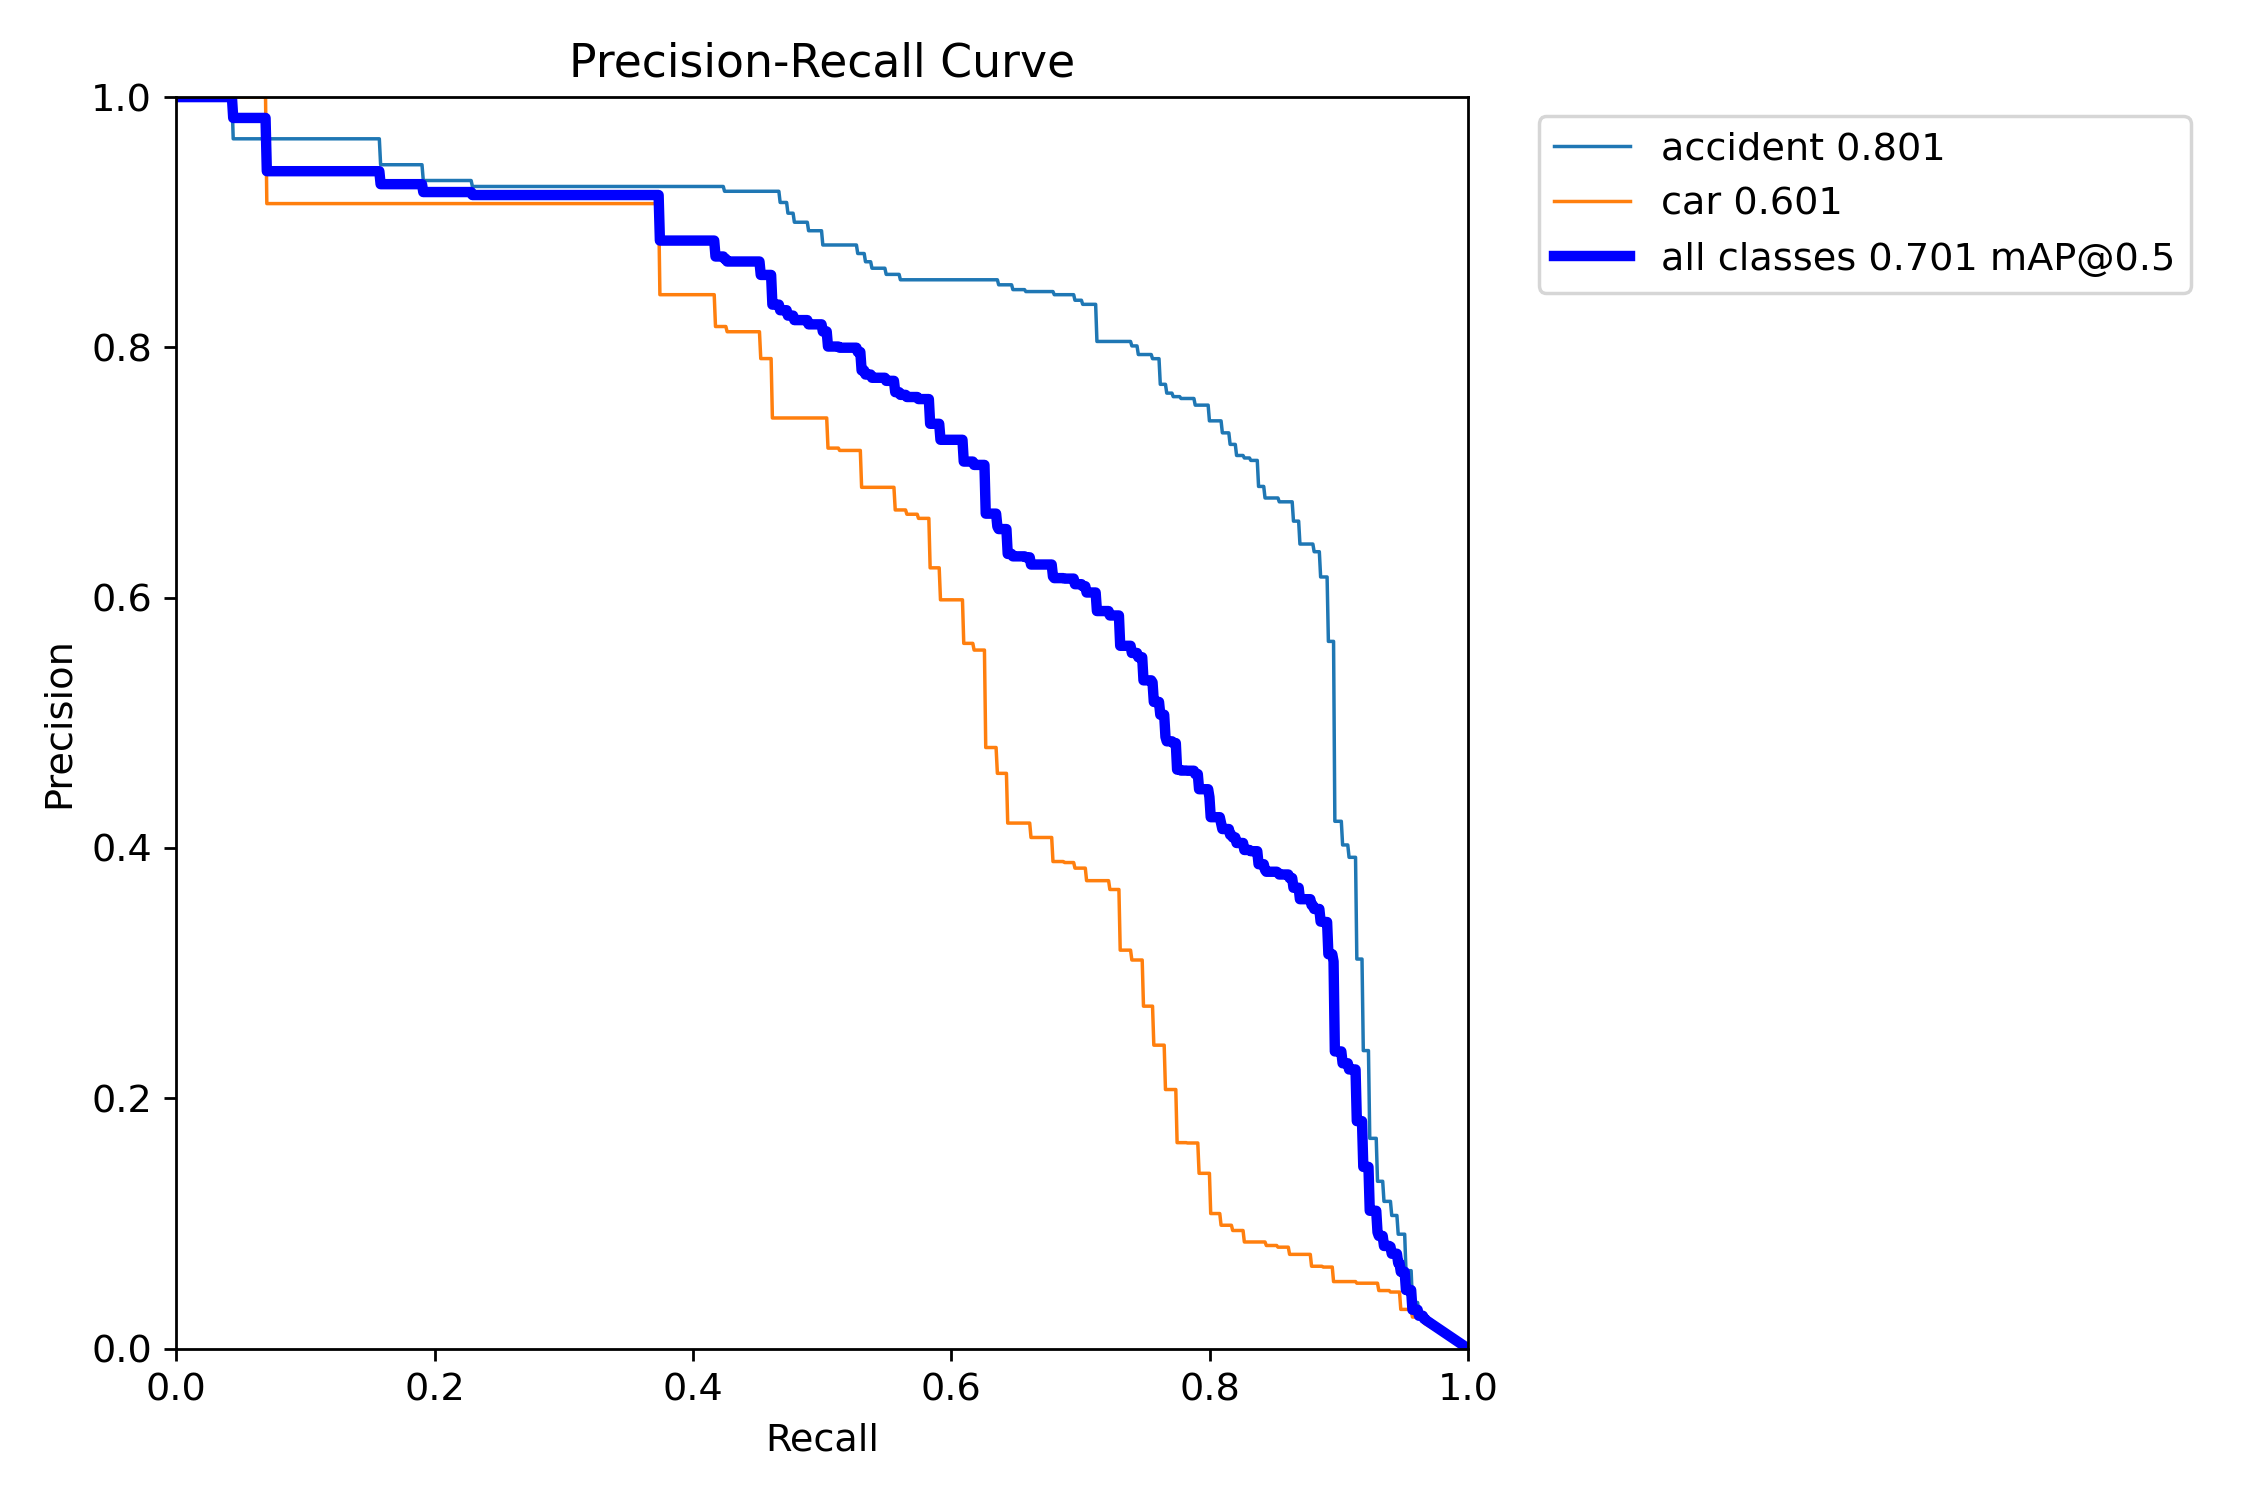 Precision-Recall Curve
accident 0.801
car 0.601
all classes 0.701 mAP@0.5
Precision
1.0
0.8
0.6
0.4
0.2
0.0
0.0 0.2 0.4 0.6 0.8 1.0
Recall